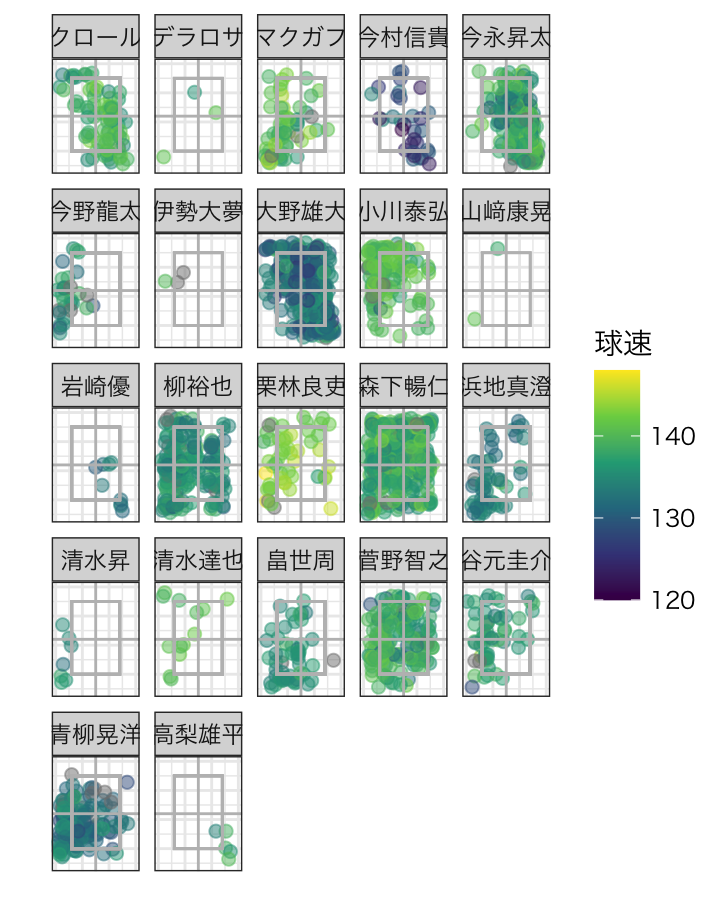 クロール デラロサ マクガフ 今村信貴 今永昇太
今野龍太 伊勢大夢 大野雄大 小川泰弘 山﨑康晃
岩崎優 柳裕也 栗林良吏 森下暢仁 浜地真澄
清水昇 清水達也 畠世周 菅野智之 谷元圭介
青柳晃洋 高梨雄平
球速
140
130
120